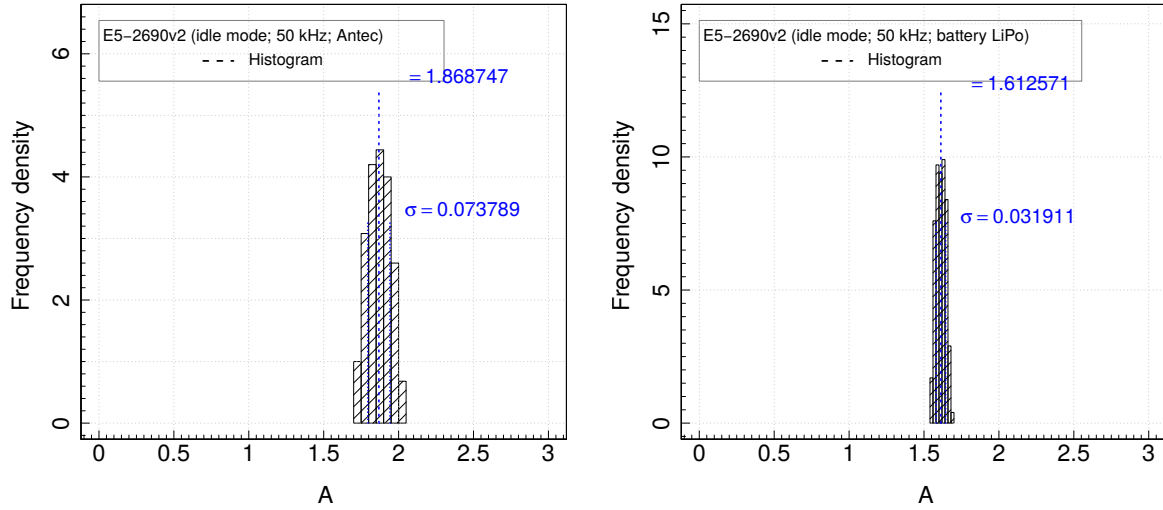 E5−2690v2 (idle mode; 50 kHz; Antec)
Histogram
= 1.868747
σ = 0.073789
Frequency density
0
2
4
6
0 0.5 1 1.5 2 2.5 3
A
E5−2690v2 (idle mode; 50 kHz; battery LiPo)
Histogram
= 1.612571
σ = 0.031911
Frequency density
0
5
10
15
0 0.5 1 1.5 2 2.5 3
A